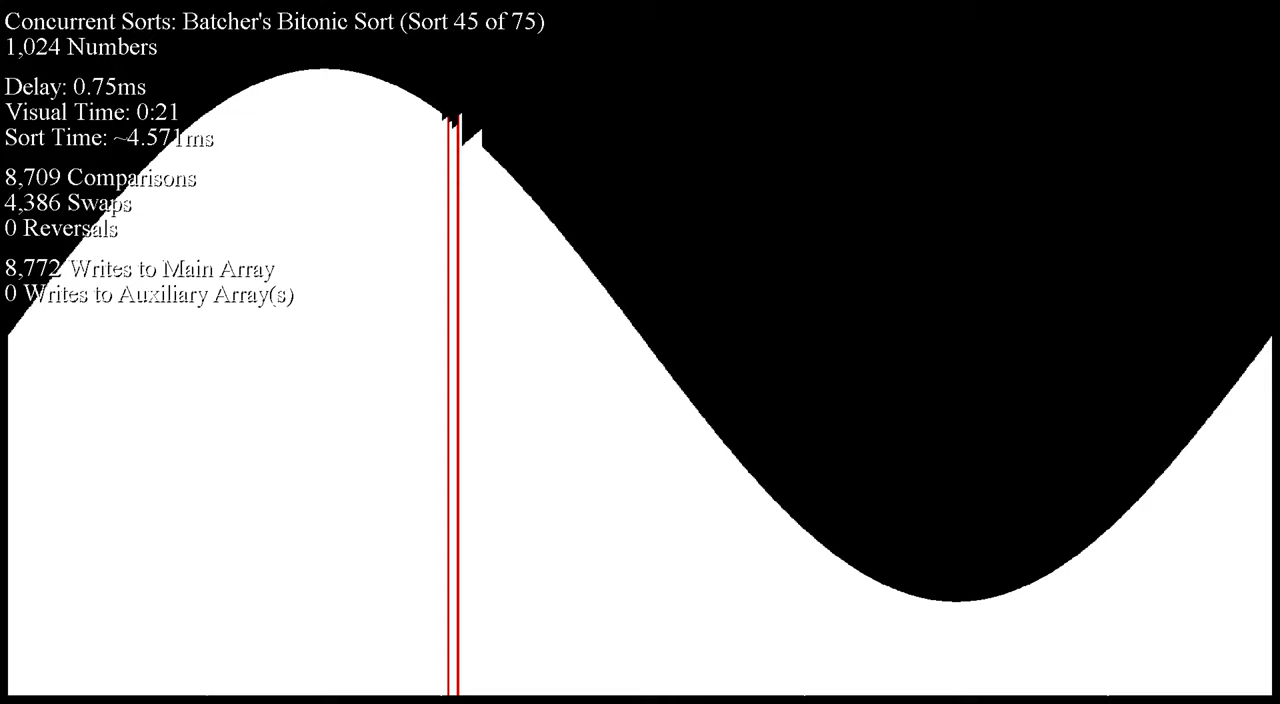 Concurrent Sorts: Batcher's Bitonic Sort (Sort 45 of 75)
1,024 Numbers
Delay: 0.75ms
Visual Time: 0:21
Sort Time: ~4.571ms
8,709 Comparisons
4,386 Swaps
0 Reversals
8,772 Writes to Main Array
0 Writes to Auxiliary Array(s)